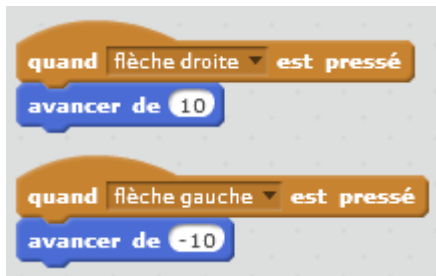 quand flèche droite est pressé
avancer de 10
quand flèche gauche est pressé
avancer de -10